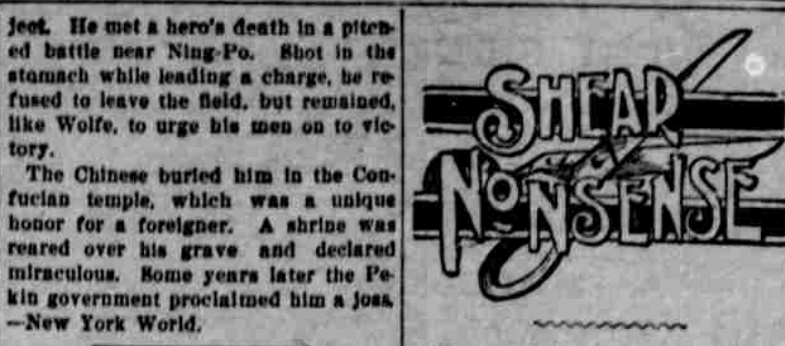 ject. He met a hero's death in a pitch-
ed battle near Ning-Po. Shot in the
stomach while leading a charge, he re-
fused to leave the field, but remained,
like Wolfe, to urge his men on to vic-
tory.
The Chinese buried him in the Con-
fucian temple, which was a unique
honor for a foreigner. A shrine was
reared over his grave and declared
miraculous. Some years later the Pe-
kin government proclaimed him a joss.
—New York World.
SHEAR
NONSENSE